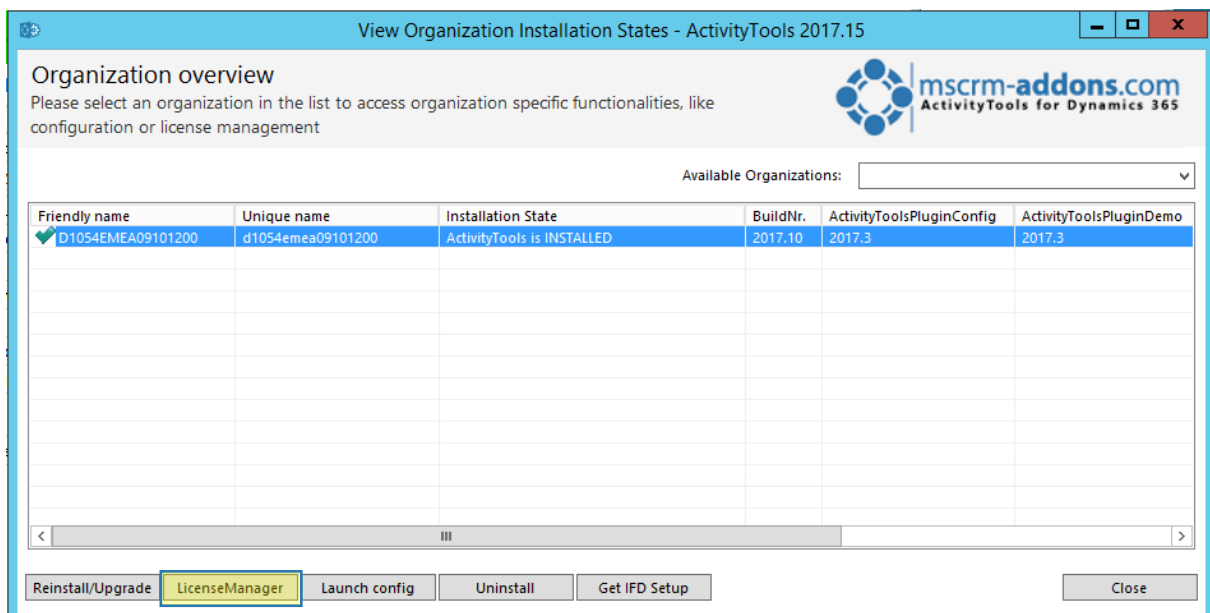 View Organization Installation States - ActivityTools 2017.15
Organization overview
Please select an organization in the list to access organization specific functionalities, like
configuration or license management
mscrm-addons.com
ActivityTools for Dynamics 365
Available Organizations:
Friendly name Unique name Installation State BuildNr. ActivityToolsPluginConfig ActivityToolsPluginDemo
D1054EMEA09101200 d1054emea09101200 ActivityTools is INSTALLED 2017.10 2017.3 2017.3
Reinstall/Upgrade LicenseManager Launch config Uninstall Get IFD Setup Close